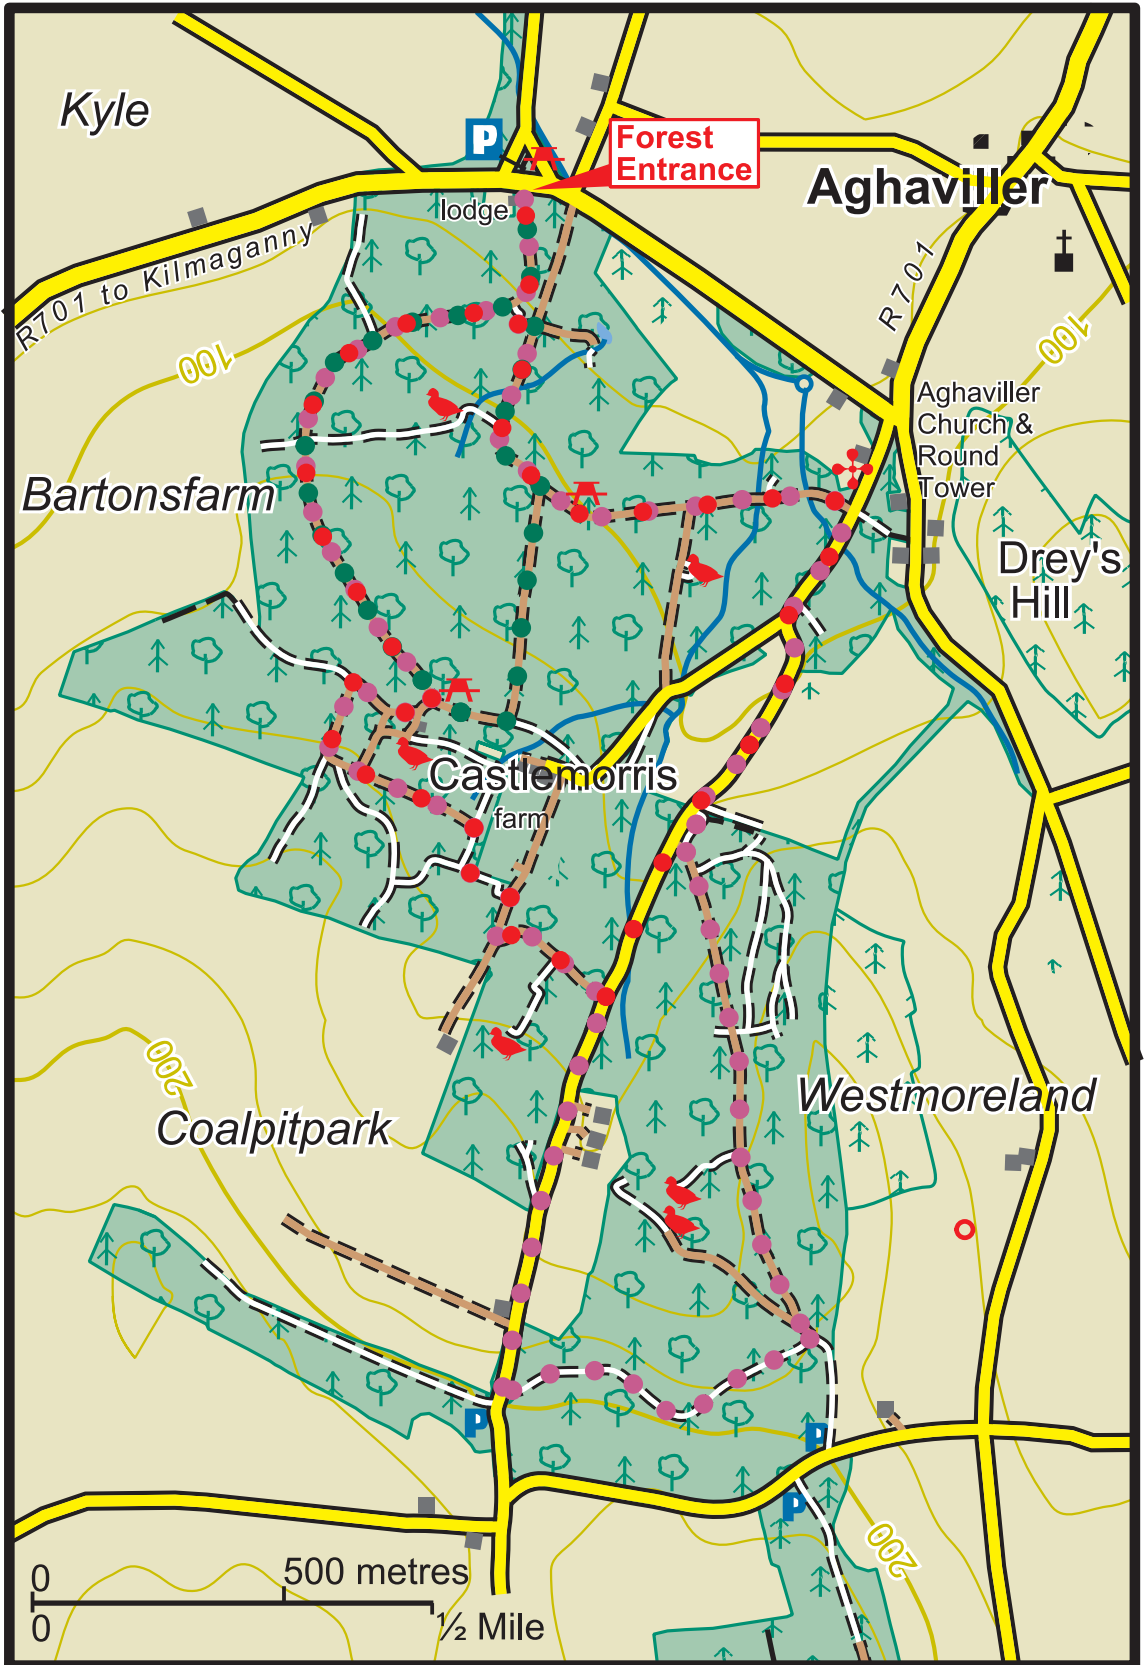 Kyle
P
Forest
Entrance
Aghaviller
lodge
R701 to Kilmaganny
R701
100
100
Aghaviller
Church &
Round
Tower
Bartonsfarm
Drey's
Hill
Castlemorris
farm
200
Westmoreland
Coalpitpark
P
P
P
200
0
500 metres
0
½ Mile